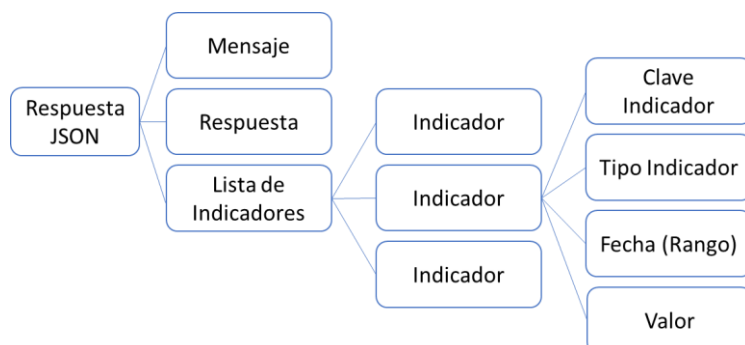 Respuesta
JSON
Mensaje
Respuesta
Lista de
Indicadores
Indicador
Indicador
Indicador
Clave
Indicador
Tipo Indicador
Fecha (Rango)
Valor